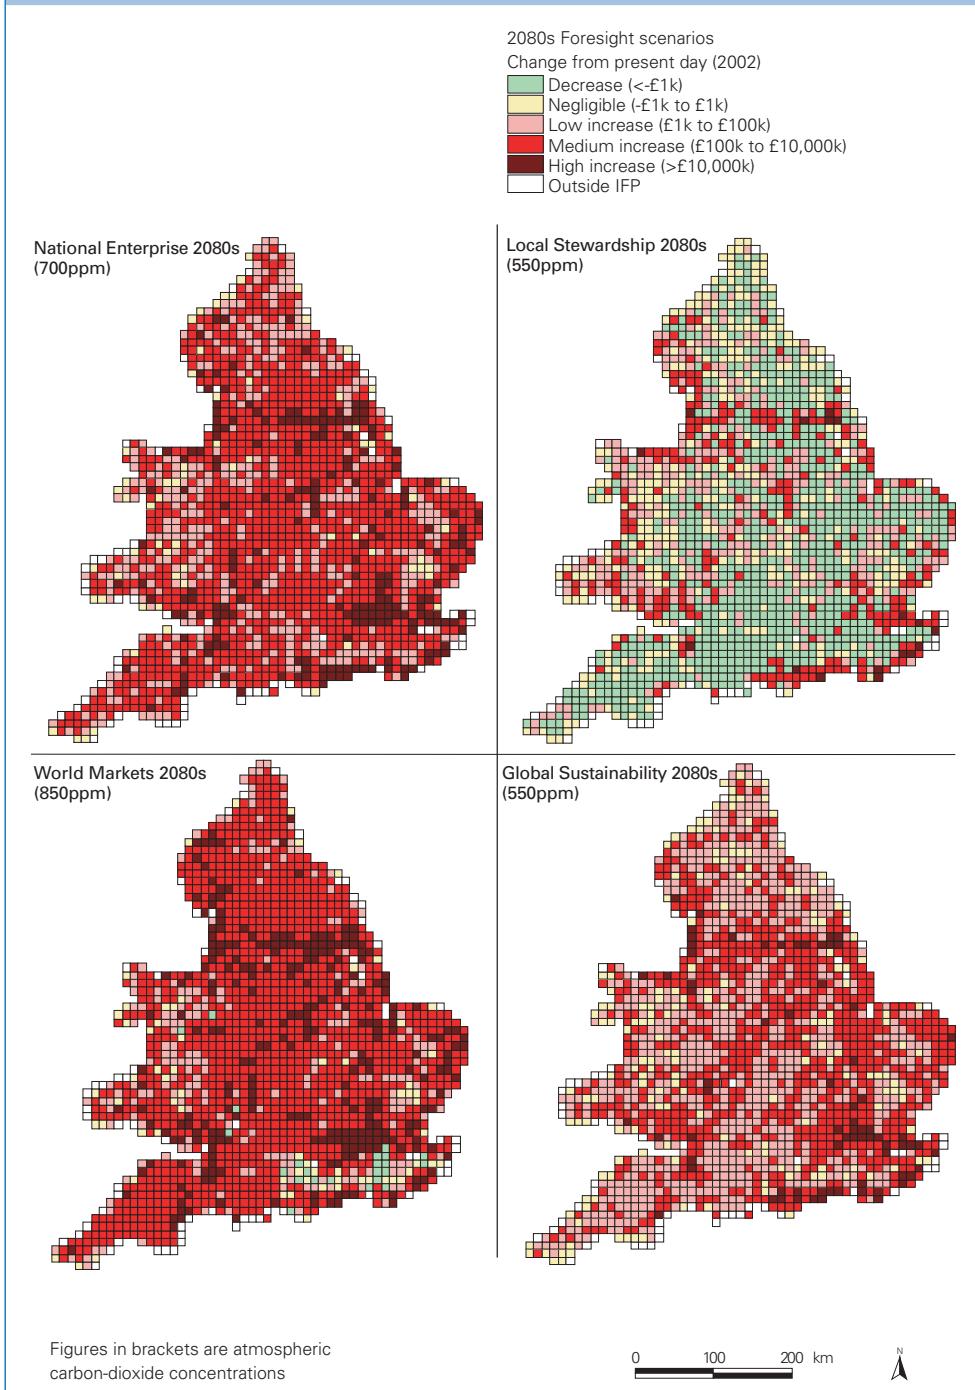 2080s Foresight scenarios
Change from present day (2002)
Decrease (<-£1k)
Negligible (-£1k to £1k)
Low increase (£1k to £100k)
Medium increase (£100k to £10,000k)
High increase (>£10,000k)
Outside IFP
National Enterprise 2080s
(700ppm)
Local Stewardship 2080s
(550ppm)
World Markets 2080s
(850ppm)
Global Sustainability 2080s
(550ppm)
Figures in brackets are atmospheric
carbon-dioxide concentrations
0 100 200 km
N